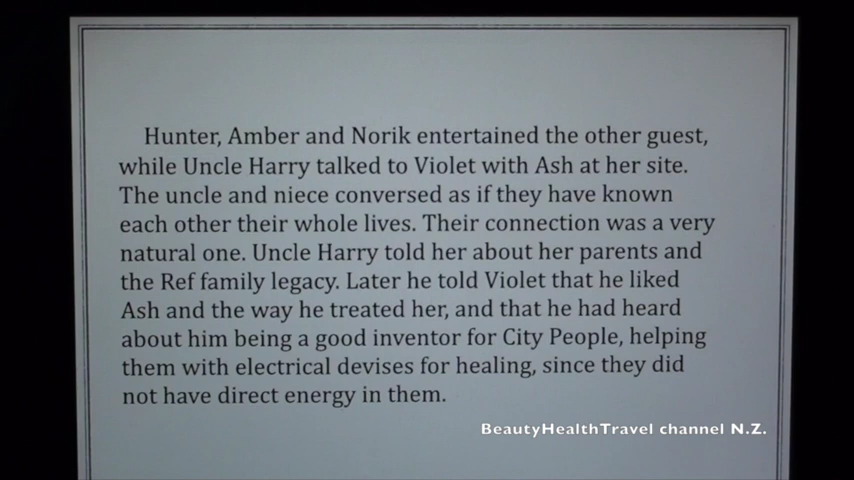 Hunter, Amber and Norik entertained the other guest,
while Uncle Harry talked to Violet with Ash at her site.
The uncle and niece conversed as if they have known
each other their whole lives. Their connection was a very
natural one. Uncle Harry told her about her parents and
the Ref family legacy. Later he told Violet that he liked
Ash and the way he treated her, and that he had heard
about him being a good inventor for City People, helping
them with electrical devises for healing, since they did
not have direct energy in them.
BeautyHealthTravel channel N.Z.